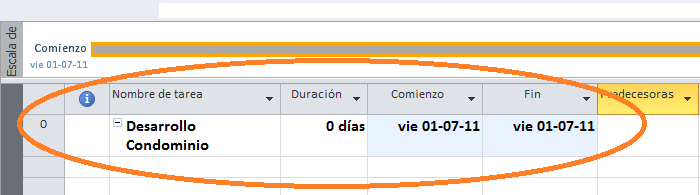 Escala de
Comienzo
vie 01-07-11
Nombre de tarea Duración Comienzo Fin Predecesoras
0 Desarrollo Condominio 0 días vie 01-07-11 vie 01-07-11